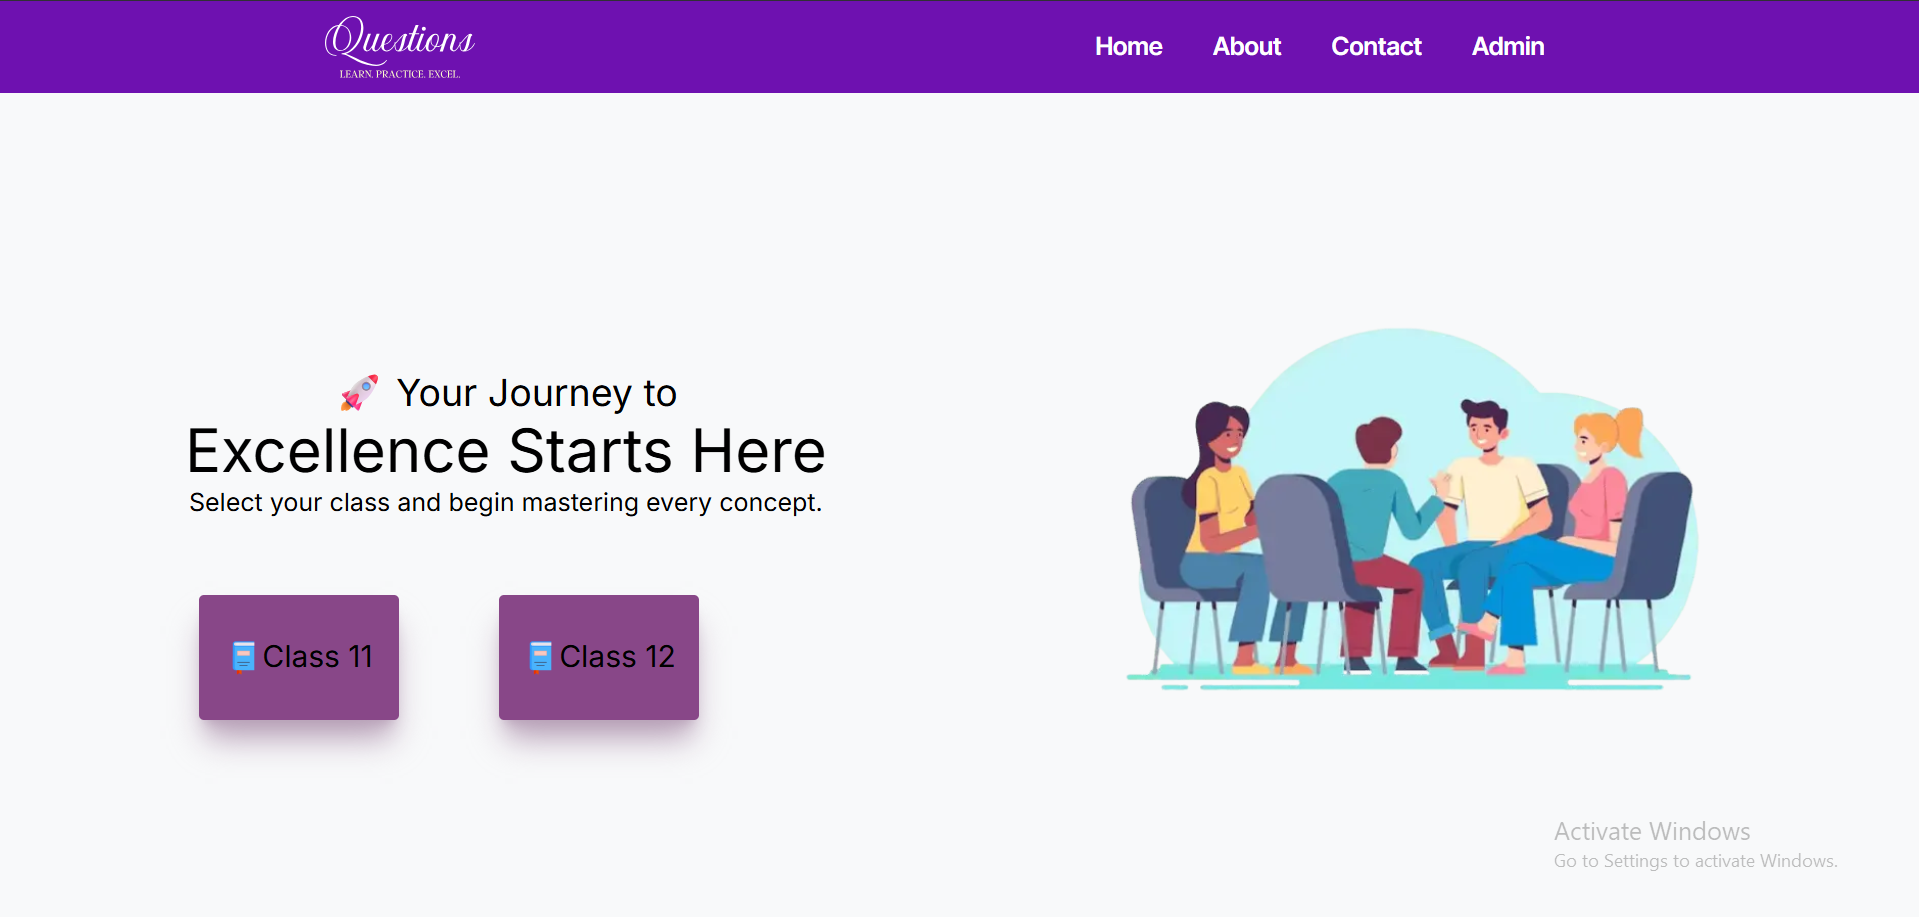 Questions
LEARN. PRACTICE. EXCEL.
Home About Contact Admin
🚀 Your Journey to
Excellence Starts Here
Select your class and begin mastering every concept.
📘Class 11
📘Class 12
Activate Windows
Go to Settings to activate Windows.